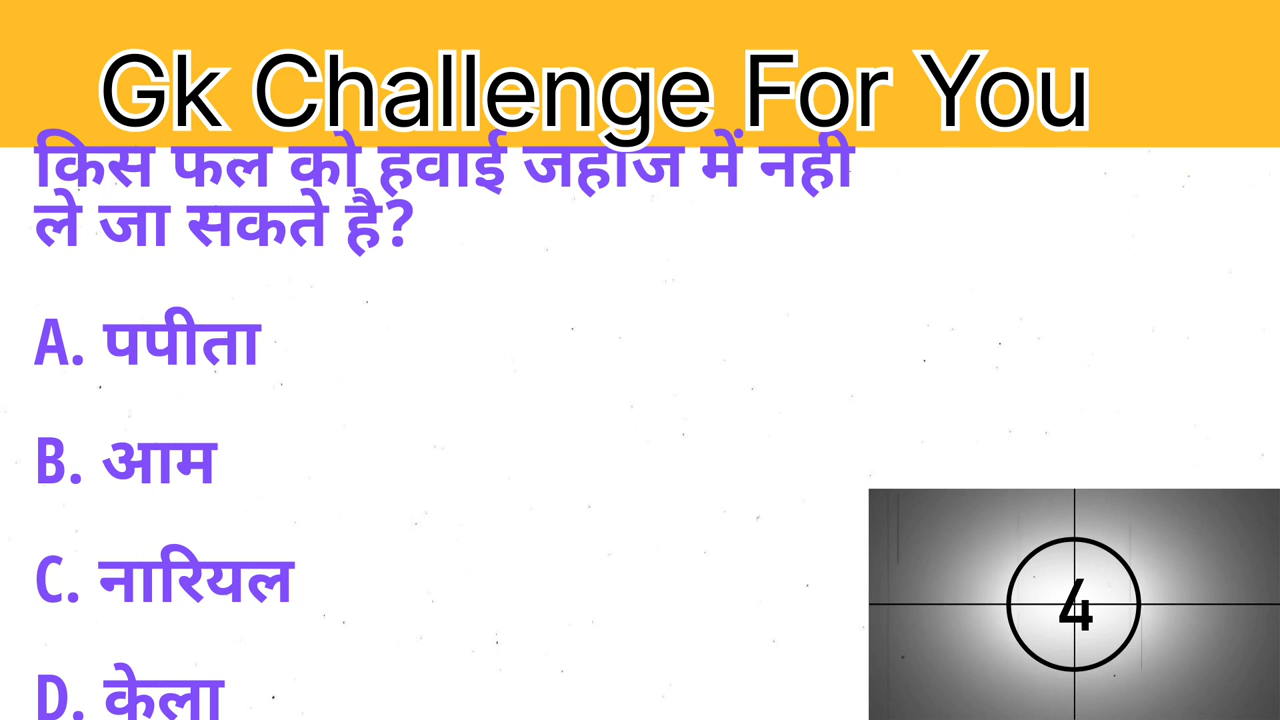 Gk Challenge For You
किस फल को हवाई जहाज में नही
ले जा सकते है?
A. पपीता
B. आम
C. नारियल
D. केला
4